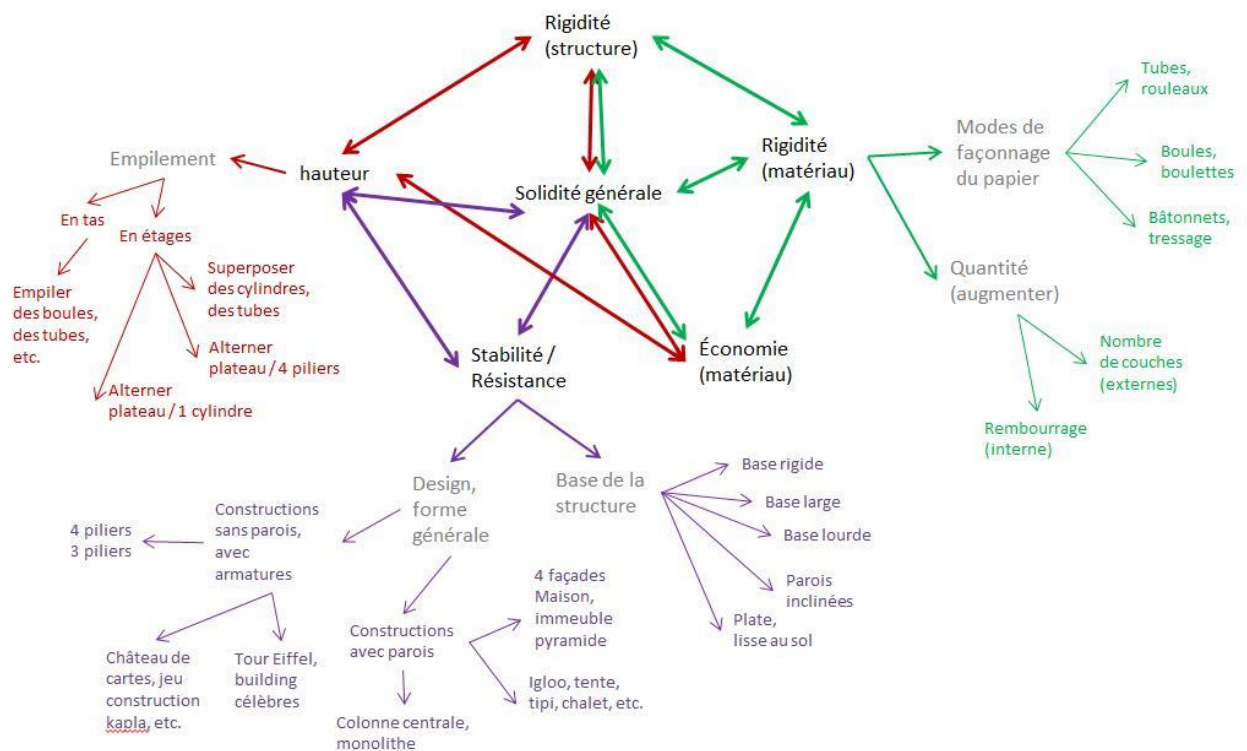 Rigidité
(structure)
Tubes,
rouleaux
Modes de
façonnage
du papier
Rigidité
(matériau)
Empilement
hauteur
Solidité générale
Boules,
boulettes
En tas
En étages
Bâtonnets,
tressage
Superposer
des cylindres,
des tubes
Quantité
(augmenter)
Empiler
des boules,
des tubes,
etc.
Alterner
plateau / 4 piliers
Stabilité /
Résistance
Économie
(matériau)
Nombre
de couches
(externes)
Alterner
plateau / 1 cylindre
Rembourrage
(interne)
Design,
forme
générale
Base de la
structure
Base rigide
Base large
Base lourde
Parois
inclinées
Plate,
lisse au sol
4 piliers
3 piliers
Constructions
sans parois,
avec
armatures
4 façades
Maison,
immeuble
pyramide
Constructions
avec parois
Château de
cartes, jeu
construction
kapla, etc.
Tour Eiffel,
building
célèbres
Igloo, tente,
tipi, chalet, etc.
Colonne centrale,
monolithe